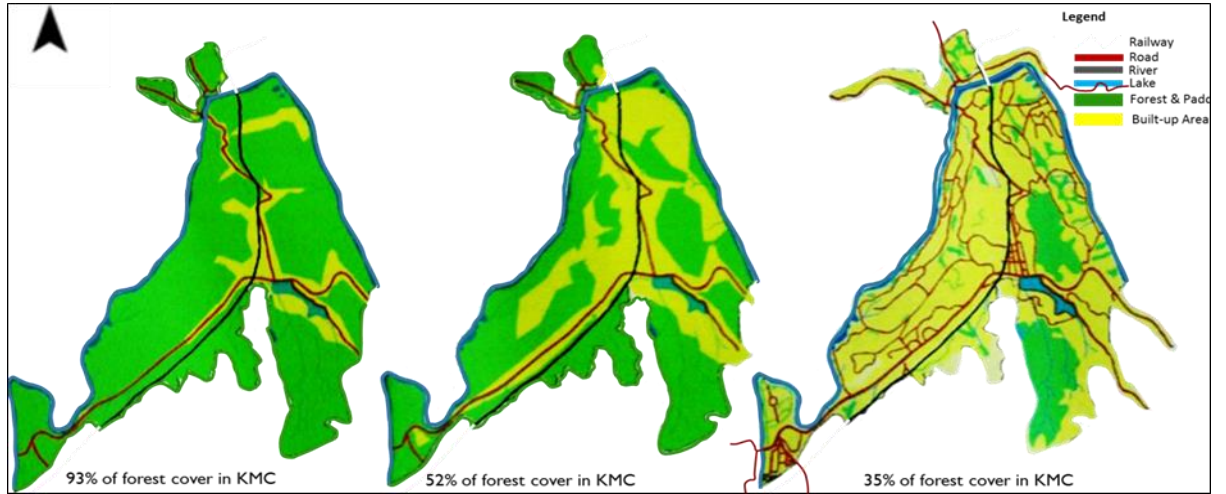 Legend
Railway
Road
River
Lake
Forest & Padd
Built-up Area
93% of forest cover in KMC
52% of forest cover in KMC
35% of forest cover in KMC